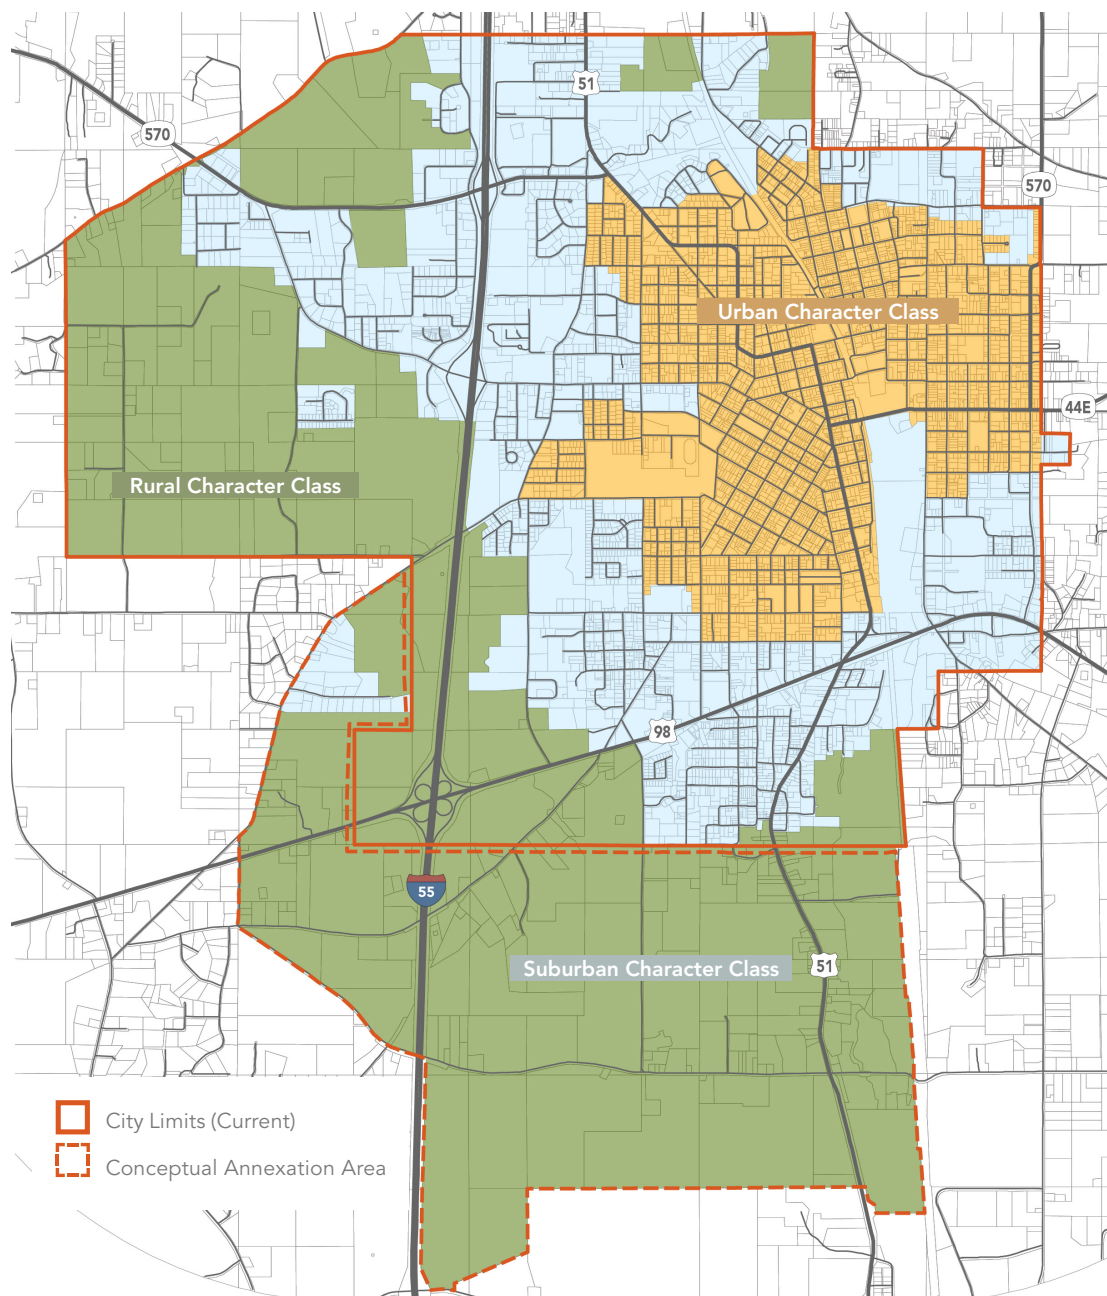 51
570
570
Urban Character Class
44E
Rural Character Class
98
55
Suburban Character Class
51
City Limits (Current)
Conceptual Annexation Area